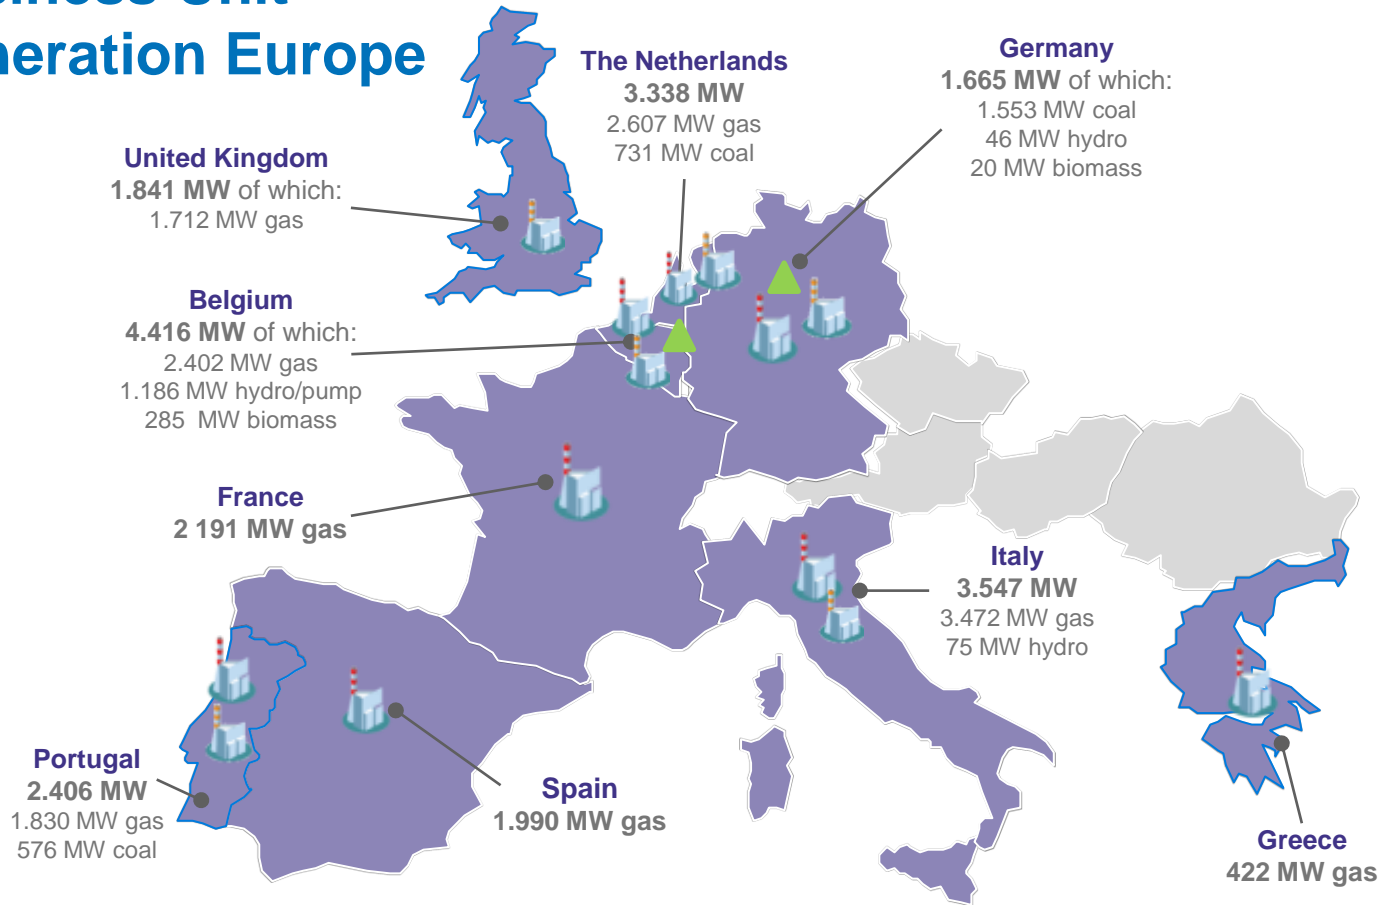 neration Europe
The Netherlands
3.338 MW
2.607 MW gas
731 MW coal
Germany
1.665 MW of which:
1.553 MW coal
46 MW hydro
20 MW biomass
United Kingdom
1.841 MW of which:
1.712 MW gas
Belgium
4.416 MW of which:
2.402 MW gas
1.186 MW hydro/pump
285 MW biomass
France
2 191 MW gas
Italy
3.547 MW
3.472 MW gas
75 MW hydro
Portugal
2.406 MW
1.830 MW gas
576 MW coal
Spain
1.990 MW gas
Greece
422 MW gas